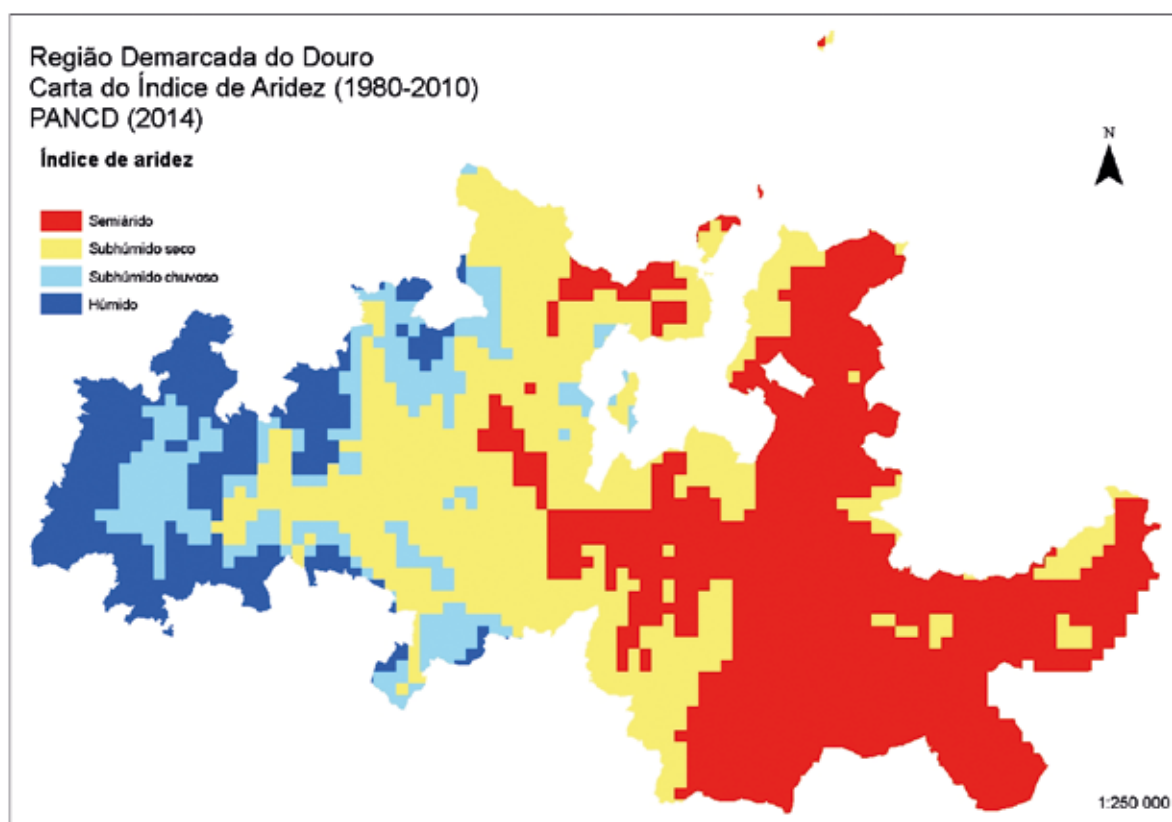 Região Demarcada do Douro
Carta do Índice de Aridez (1980-2010)
PANCD (2014)
Índice de aridez
Semiárido
Subhúmido seco
Subhúmido chuvoso
Húmido
N
1:250 000